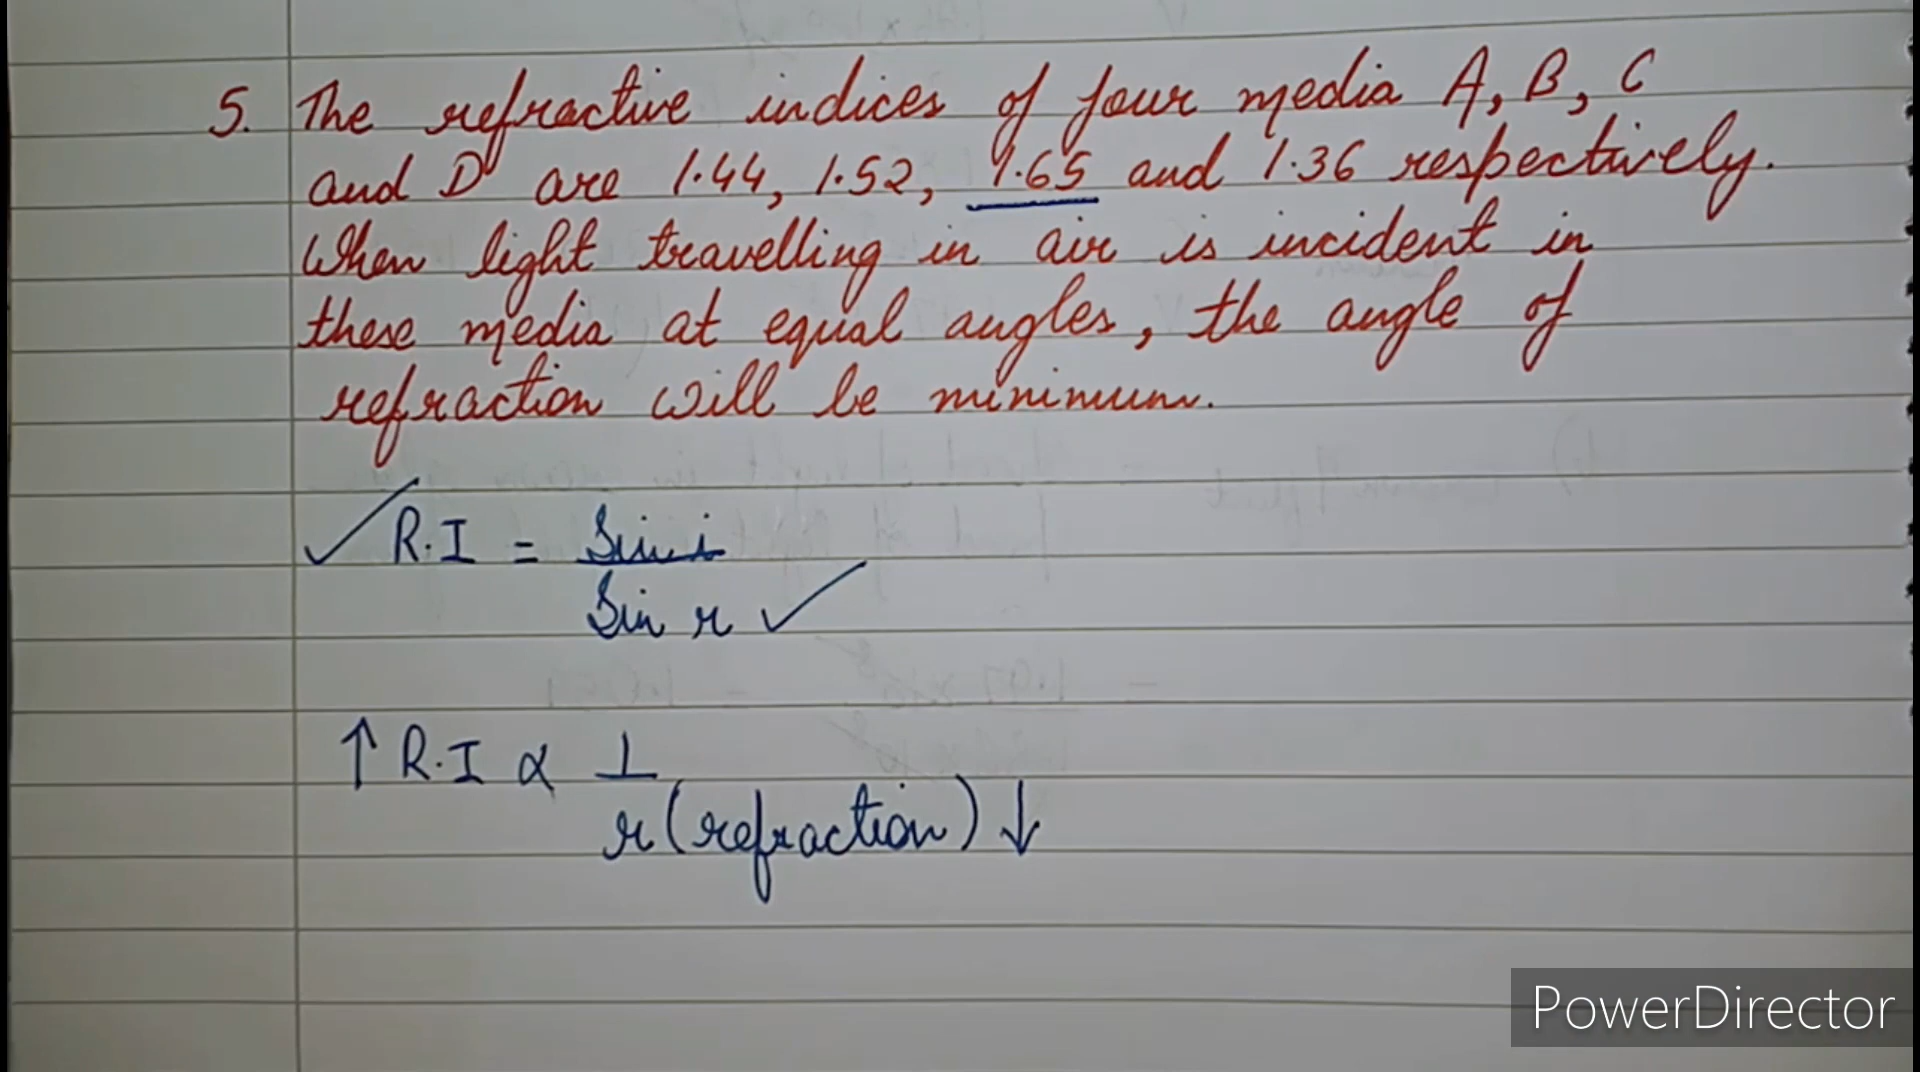 5. The refractive indices of four media A, B, C
and D are 1.44, 1.52, 1.65 and 1.36 respectively.
When light travelling in air is incident in
these media at equal angles, the angle of
refraction will be minimum.
R.I = Sin i
Sin r
↑ R.I ∝ 1
r (refraction) ↓
PowerDirector